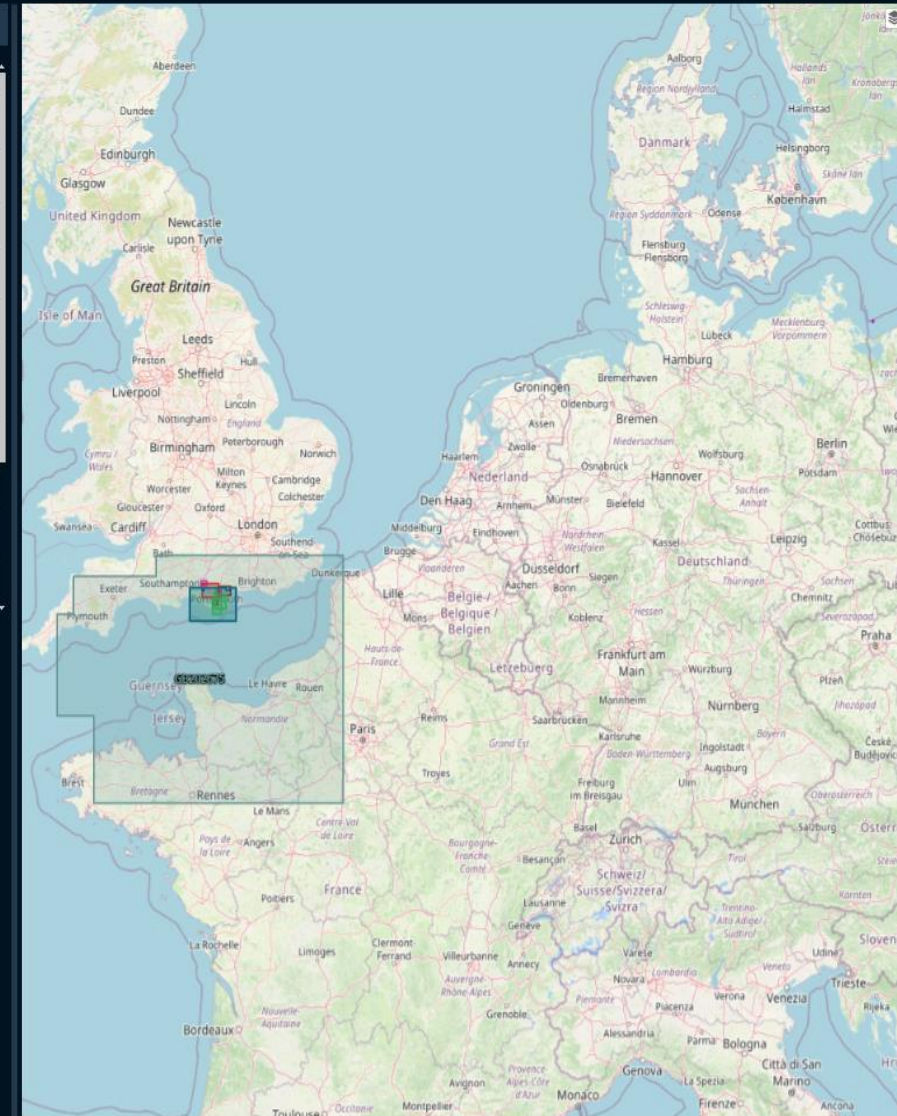 Aberdeen
Aalborg
Region Nordjylland
Hallands
län
Kronobergs
län
Dundee
Halmstad
Edinburgh
Danmark
Helsingborg
Glasgow
Skåne län
København
United Kingdom
Newcastle
upon Tyne
Region Syddanmark
Odense
Carlisle
Flensburg
Flensborg
Great Britain
Isle of Man
Schleswig-
Holstein
Mecklenburg-
Vorpommern
Lübeck
Leeds
Preston
Hull
Hamburg
Sheffield
Bremerhaven
Groningen
Liverpool
Lincoln
Oldenburg
Assen
Bremen
Nottingham
England
Birmingham
Peterborough
Norwich
Niedersachsen
Berlin
Cymru /
Wales
Haarlem
Zwolle
Wolfsburg
Osnabrück
Hannover
Potsdam
Milton
Keynes
Cambridge
Nederland
Worcester
Colchester
Den Haag
Arnhem
Münster
Bielefeld
Sachsen-
Anhalt
Gloucester
Oxford
Swansea
Cardiff
London
Middelburg
Eindhoven
Nordrhein-
Westfalen
Kassel
Leipzig
Cottbus
Southend
-on-Sea
Bath
Brugge
Deutschland
Dunkerque
Vlaanderen
Düsseldorf
Siegen
Thüringen
Sachsen
Exeter
Southampton
Brighton
Lille
Aachen
Bonn
Chemnitz
België /
Belgique /
Belgien
Plymouth
Mons
Koblenz
Hessen
Severozápad
Praha
Hauts-de-
France
Frankfurt am
Main
Letzebuerg
Würzburg
Plzeň
Guernsey
Le Havre
Rouen
Mannheim
Nürnberg
Jihozápad
Jersey
Normandie
Reims
Saarbrücken
Paris
Karlsruhe
Bayern
České
Budějovice
Grand Est
Baden-Württemberg
Ingolstadt
Augsburg
Troyes
Brest
Freiburg
im Breisgau
Ulm
Bretagne
Rennes
München
Oberösterreich
Le Mans
Centre-Val
de Loire
Basel
Salzburg
Pays de
la Loire
Angers
Zürich
Bourgogne-
Franche-
Comté
Besançon
Tirol
Schweiz/
Suisse/Svizzera/
Svizra
France
Kärnten
Poitiers
Lausanne
Trentino-
Alto Adige/
Südtirol
Genève
La Rochelle
Limoges
Clermont-
Ferrand
Villeurbanne
Annecy
Varese
Udine
Lombardia
Veneto
Trieste
Novara
Auvergne-
Rhône-Alpes
Piemonte
Verona
Venezia
Piacenza
Rijeka
Grenoble
Nouvelle-
Aquitaine
Bordeaux
Alessandria
Parma
Bologna
Genova
Città di San
Marino
Provence-
Alpes-Côte
d'Azur
La Spezia
Avignon
Monaco
Montpellier
Firenze
Ancona
Toulouse
Occitanie